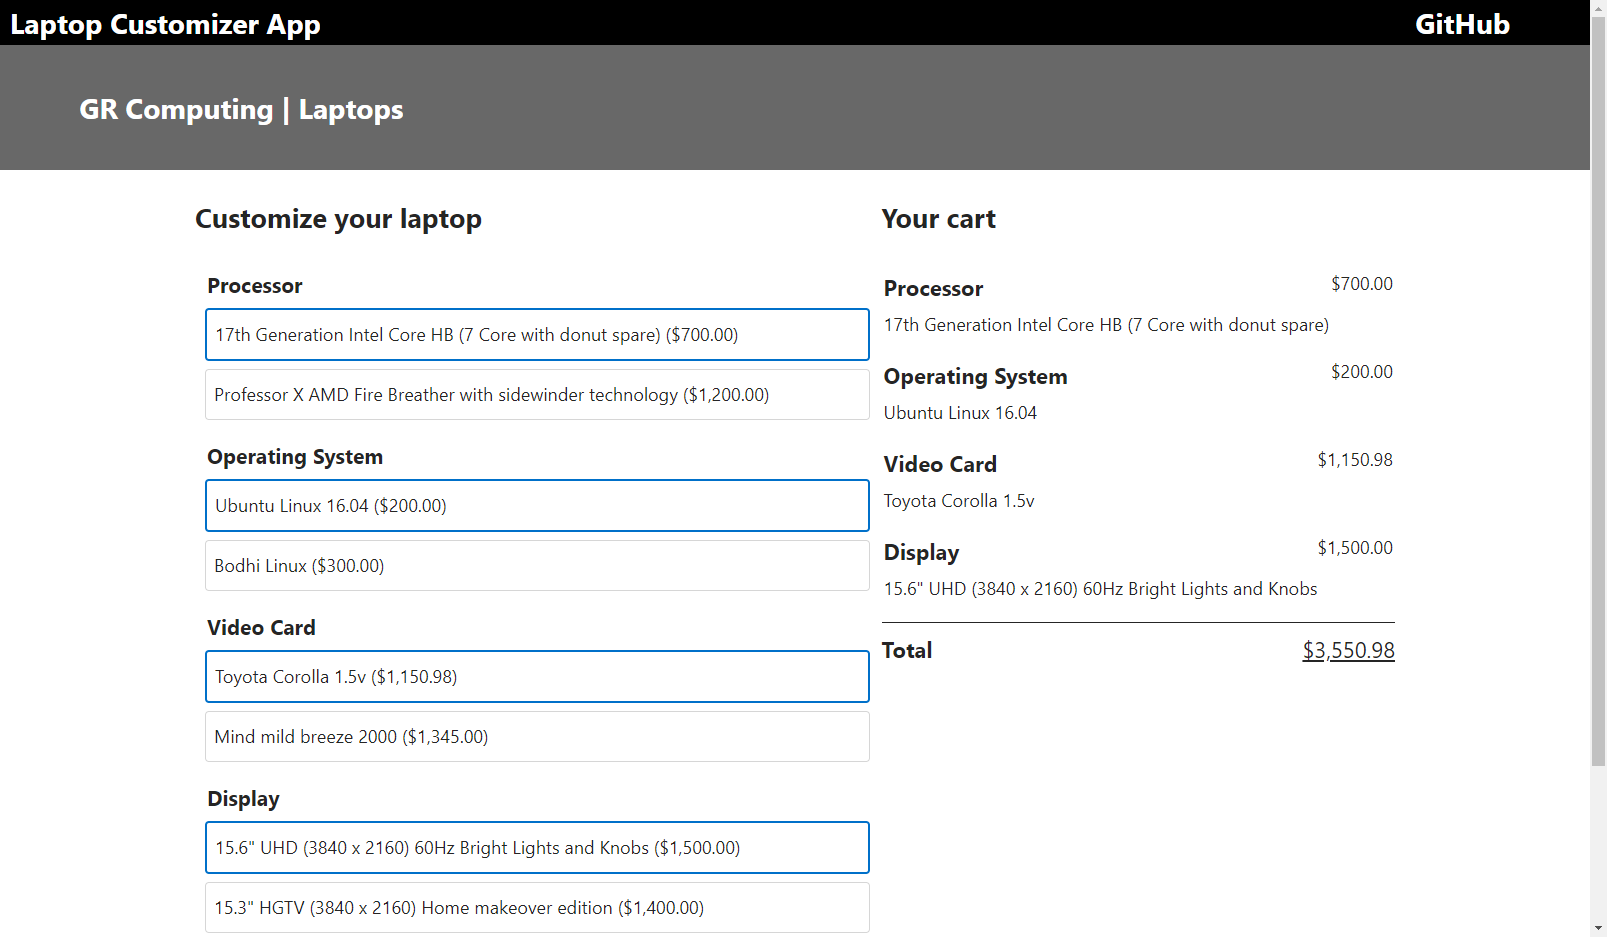 Laptop Customizer App
GitHub
GR Computing | Laptops
Customize your laptop
Processor
17th Generation Intel Core HB (7 Core with donut spare) ($700.00)
Professor X AMD Fire Breather with sidewinder technology ($1,200.00)
Operating System
Ubuntu Linux 16.04 ($200.00)
Bodhi Linux ($300.00)
Video Card
Toyota Corolla 1.5v ($1,150.98)
Mind mild breeze 2000 ($1,345.00)
Display
15.6" UHD (3840 x 2160) 60Hz Bright Lights and Knobs ($1,500.00)
15.3" HGTV (3840 x 2160) Home makeover edition ($1,400.00)
Your cart
Processor $700.00
17th Generation Intel Core HB (7 Core with donut spare)
Operating System $200.00
Ubuntu Linux 16.04
Video Card $1,150.98
Toyota Corolla 1.5v
Display $1,500.00
15.6" UHD (3840 x 2160) 60Hz Bright Lights and Knobs
Total $3,550.98